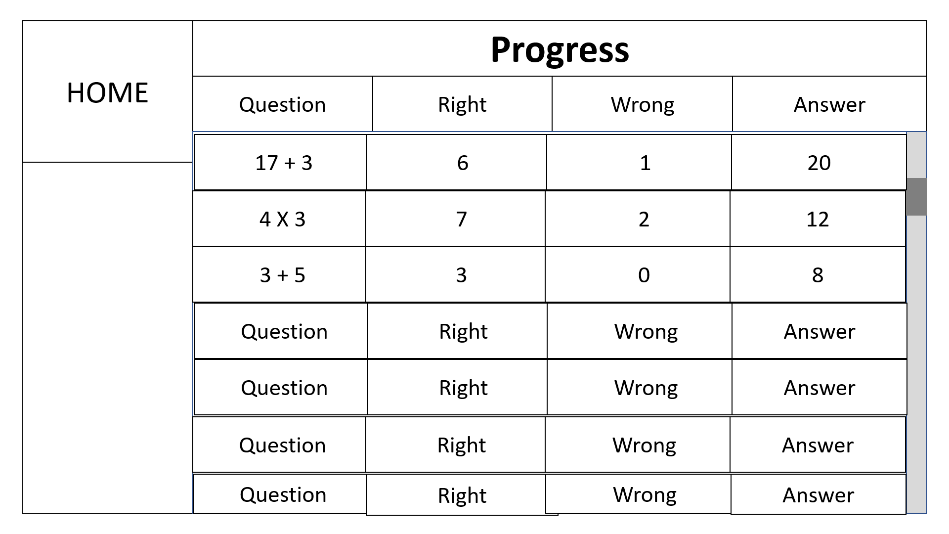 Progress
HOME
Question Right Wrong Answer
17 + 3 6 1 20
4 X 3 7 2 12
3 + 5 3 0 8
Question Right Wrong Answer
Question Right Wrong Answer
Question Right Wrong Answer
Question Right Wrong Answer